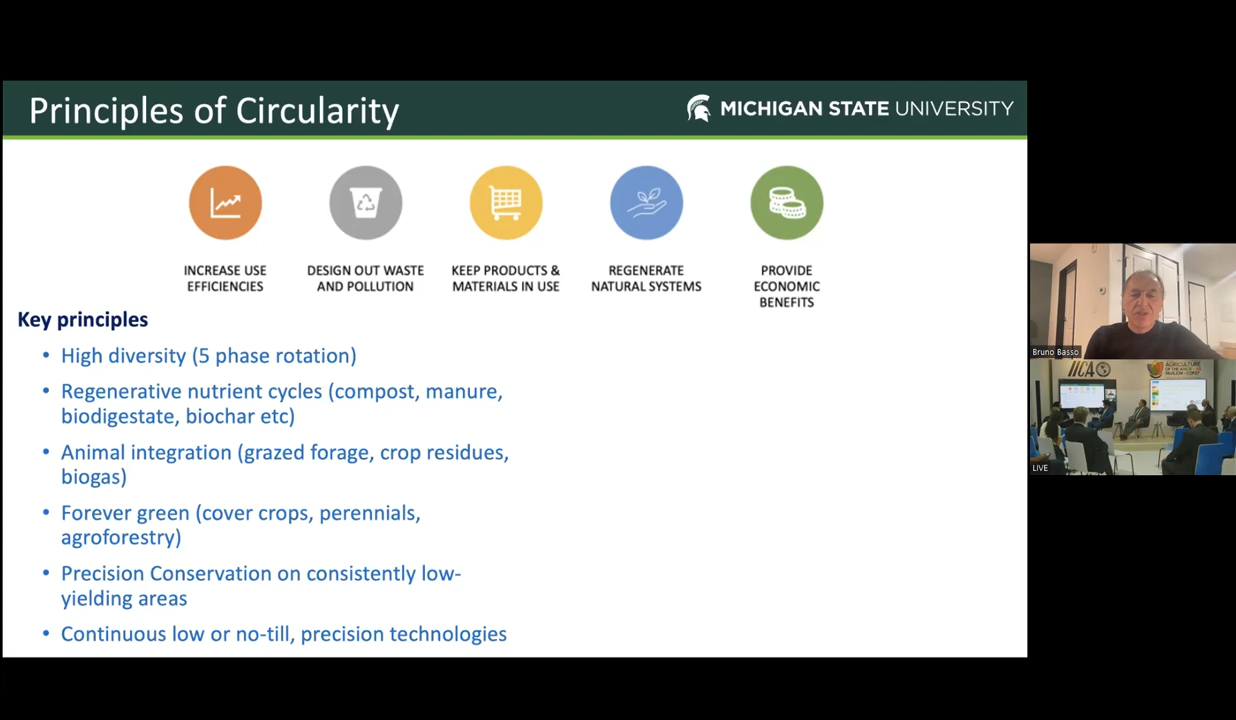 Principles of Circularity
MICHIGAN STATE UNIVERSITY
INCREASE USE
EFFICIENCIES
DESIGN OUT WASTE
AND POLLUTION
KEEP PRODUCTS &
MATERIALS IN USE
REGENERATE
NATURAL SYSTEMS
PROVIDE
ECONOMIC
BENEFITS
Key principles
• High diversity (5 phase rotation)
• Regenerative nutrient cycles (compost, manure,
biodigestate, biochar etc)
• Animal integration (grazed forage, crop residues,
biogas)
• Forever green (cover crops, perennials,
agroforestry)
• Precision Conservation on consistently low-
yielding areas
• Continuous low or no-till, precision technologies
Bruno Basso
IICA
AGRICULTURE
LIVE